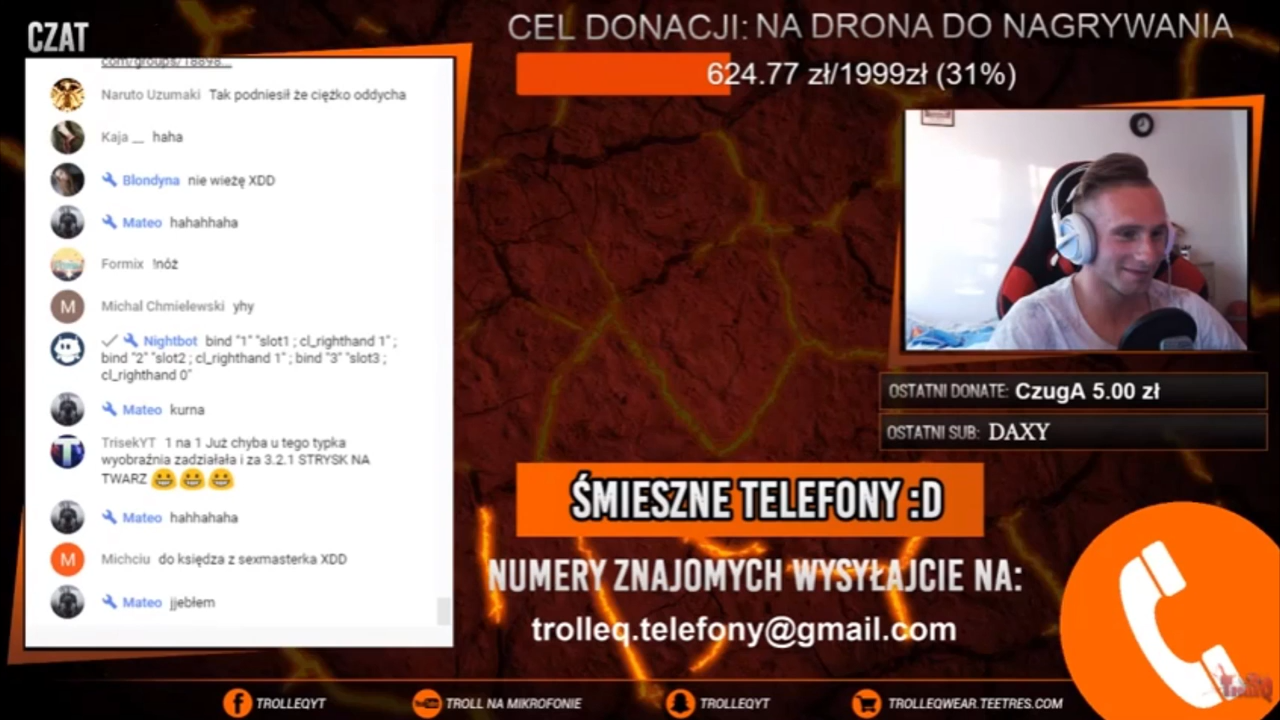 CZAT
CEL DONACJI: NA DRONA DO NAGRYWANIA
624.77 zł/1999zł (31%)
Naruto Uzumaki Tak podniesił że ciężko oddycha
Kaja __ haha
Blondyna nie wieżę XDD
Mateo hahahhaha
Formix !nóż
M Michal Chmielewski yhy
Nightbot bind "1" "slot1 ; cl_righthand 1" ;
bind "2" "slot2 ; cl_righthand 1" ; bind "3" "slot3 ;
cl_righthand 0"
Mateo kurna
T TrisekYT 1 na 1 Już chyba u tego typka
wyobraźnia zadziałała i za 3.2.1 STRYSK NA
TWARZ
Mateo hahhahaha
M Michciu do księdza z sexmasterka XDD
Mateo jjebłem
OSTATNI DONATE: CzugA 5.00 zł
OSTATNI SUB: DAXY
ŚMIESZNE TELEFONY :D
NUMERY ZNAJOMYCH WYSYŁAJCIE NA:
trolleq.telefony@gmail.com
TROLLEQYT
TROLL NA MIKROFONIE
TROLLEQYT
TROLLEQWEAR.TEETRES.COM